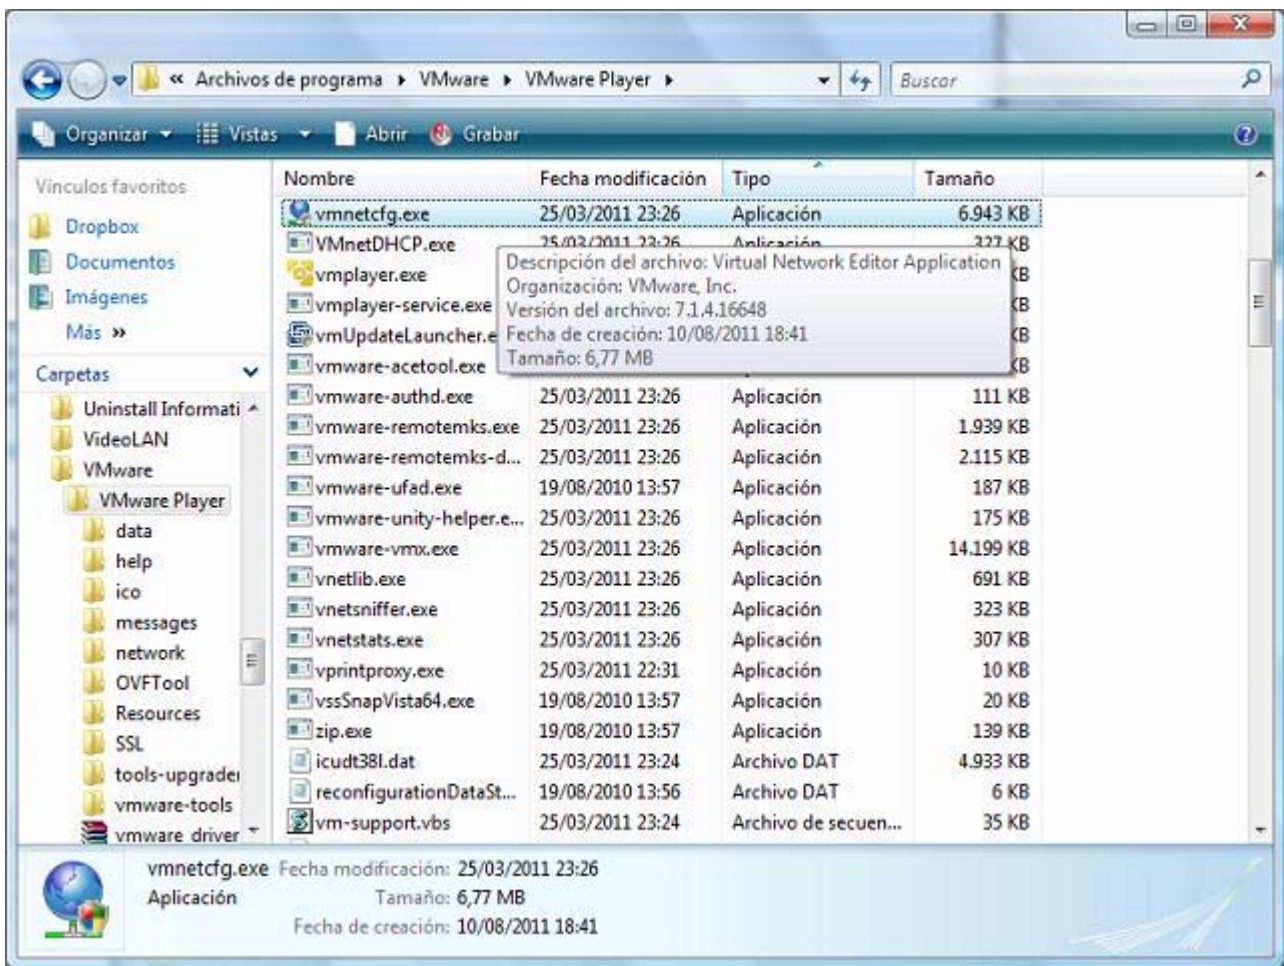 « Archivos de programa VMware VMware Player Buscar
Organizar Vistas Abrir Grabar
Vínculos favoritos
Dropbox
Documentos
Imágenes
Más »
Carpetas
Uninstall Informati
VideoLAN
VMware
VMware Player
data
help
ico
messages
network
OVFTool
Resources
SSL
tools-upgrader
vmware-tools
vmware driver
Nombre Fecha modificación Tipo Tamaño
vmnetcfg.exe 25/03/2011 23:26 Aplicación 6.943 KB
VMnetDHCP.exe 25/03/2011 23:26 Aplicación 327 KB
vmplayer.exe KB
vmplayer-service.exe KB
vmUpdateLauncher.e KB
vmware-acetool.exe KB
Descripción del archivo: Virtual Network Editor Application
Organización: VMware, Inc.
Versión del archivo: 7.1.4.16648
Fecha de creación: 10/08/2011 18:41
Tamaño: 6,77 MB
vmware-authd.exe 25/03/2011 23:26 Aplicación 111 KB
vmware-remotemks.exe 25/03/2011 23:26 Aplicación 1.939 KB
vmware-remotemks-d... 25/03/2011 23:26 Aplicación 2.115 KB
vmware-ufad.exe 19/08/2010 13:57 Aplicación 187 KB
vmware-unity-helper.e... 25/03/2011 23:26 Aplicación 175 KB
vmware-vmx.exe 25/03/2011 23:26 Aplicación 14.199 KB
vnetlib.exe 25/03/2011 23:26 Aplicación 691 KB
vnetsniffer.exe 25/03/2011 23:26 Aplicación 323 KB
vnetstats.exe 25/03/2011 23:26 Aplicación 307 KB
vprintproxy.exe 25/03/2011 22:31 Aplicación 10 KB
vssSnapVista64.exe 19/08/2010 13:57 Aplicación 20 KB
zip.exe 19/08/2010 13:57 Aplicación 139 KB
icudt38l.dat 25/03/2011 23:24 Archivo DAT 4.933 KB
reconfigurationDataSt... 19/08/2010 13:56 Archivo DAT 6 KB
vm-support.vbs 25/03/2011 23:24 Archivo de secuen... 35 KB
vmnetcfg.exe Fecha modificación: 25/03/2011 23:26
Aplicación Tamaño: 6,77 MB
Fecha de creación: 10/08/2011 18:41